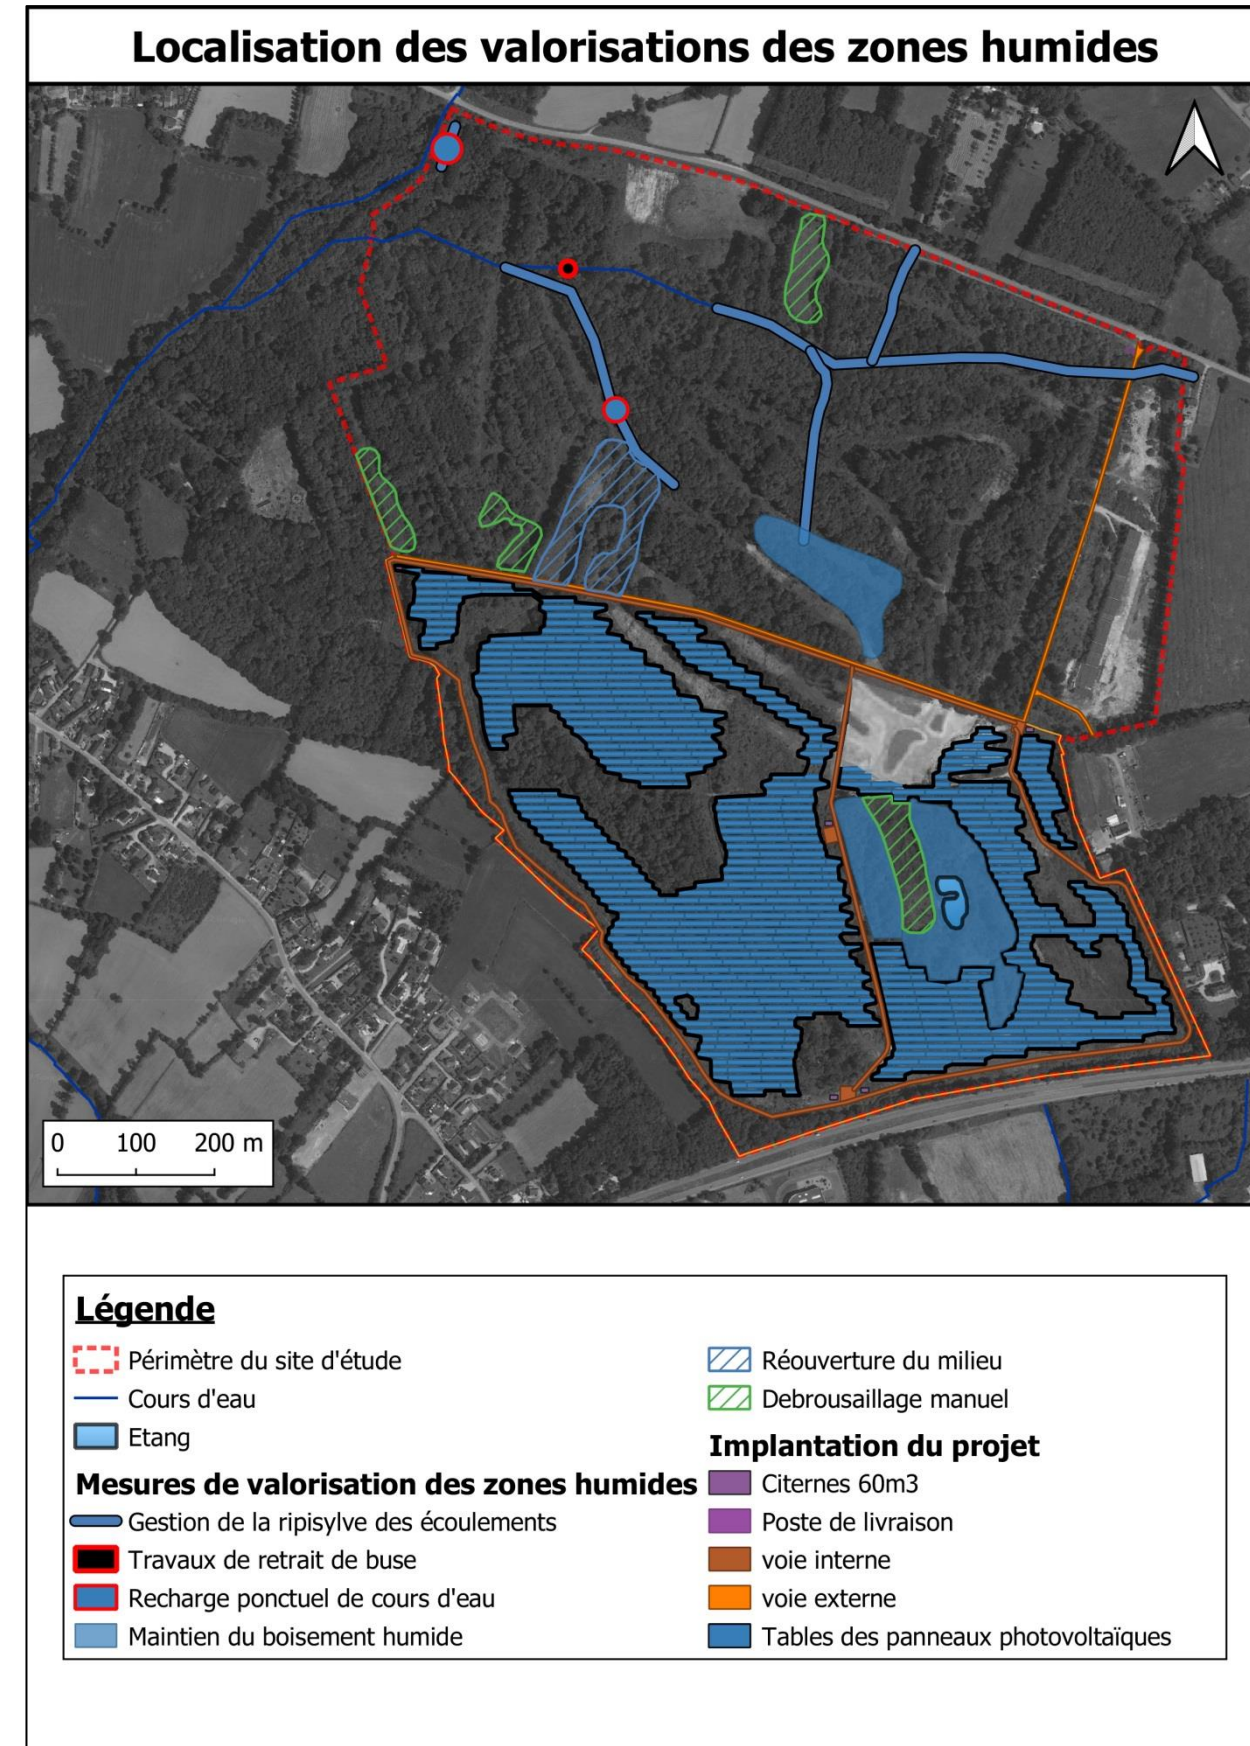 Localisation des valorisations des zones humides
0 100 200 m
Légende
Périmètre du site d'étude
Cours d'eau
Etang
Mesures de valorisation des zones humides
Gestion de la ripisylve des écoulements
Travaux de retrait de buse
Recharge ponctuel de cours d'eau
Maintien du boisement humide
Réouverture du milieu
Debrousaillage manuel
Implantation du projet
Citernes 60m3
Poste de livraison
voie interne
voie externe
Tables des panneaux photovoltaïques